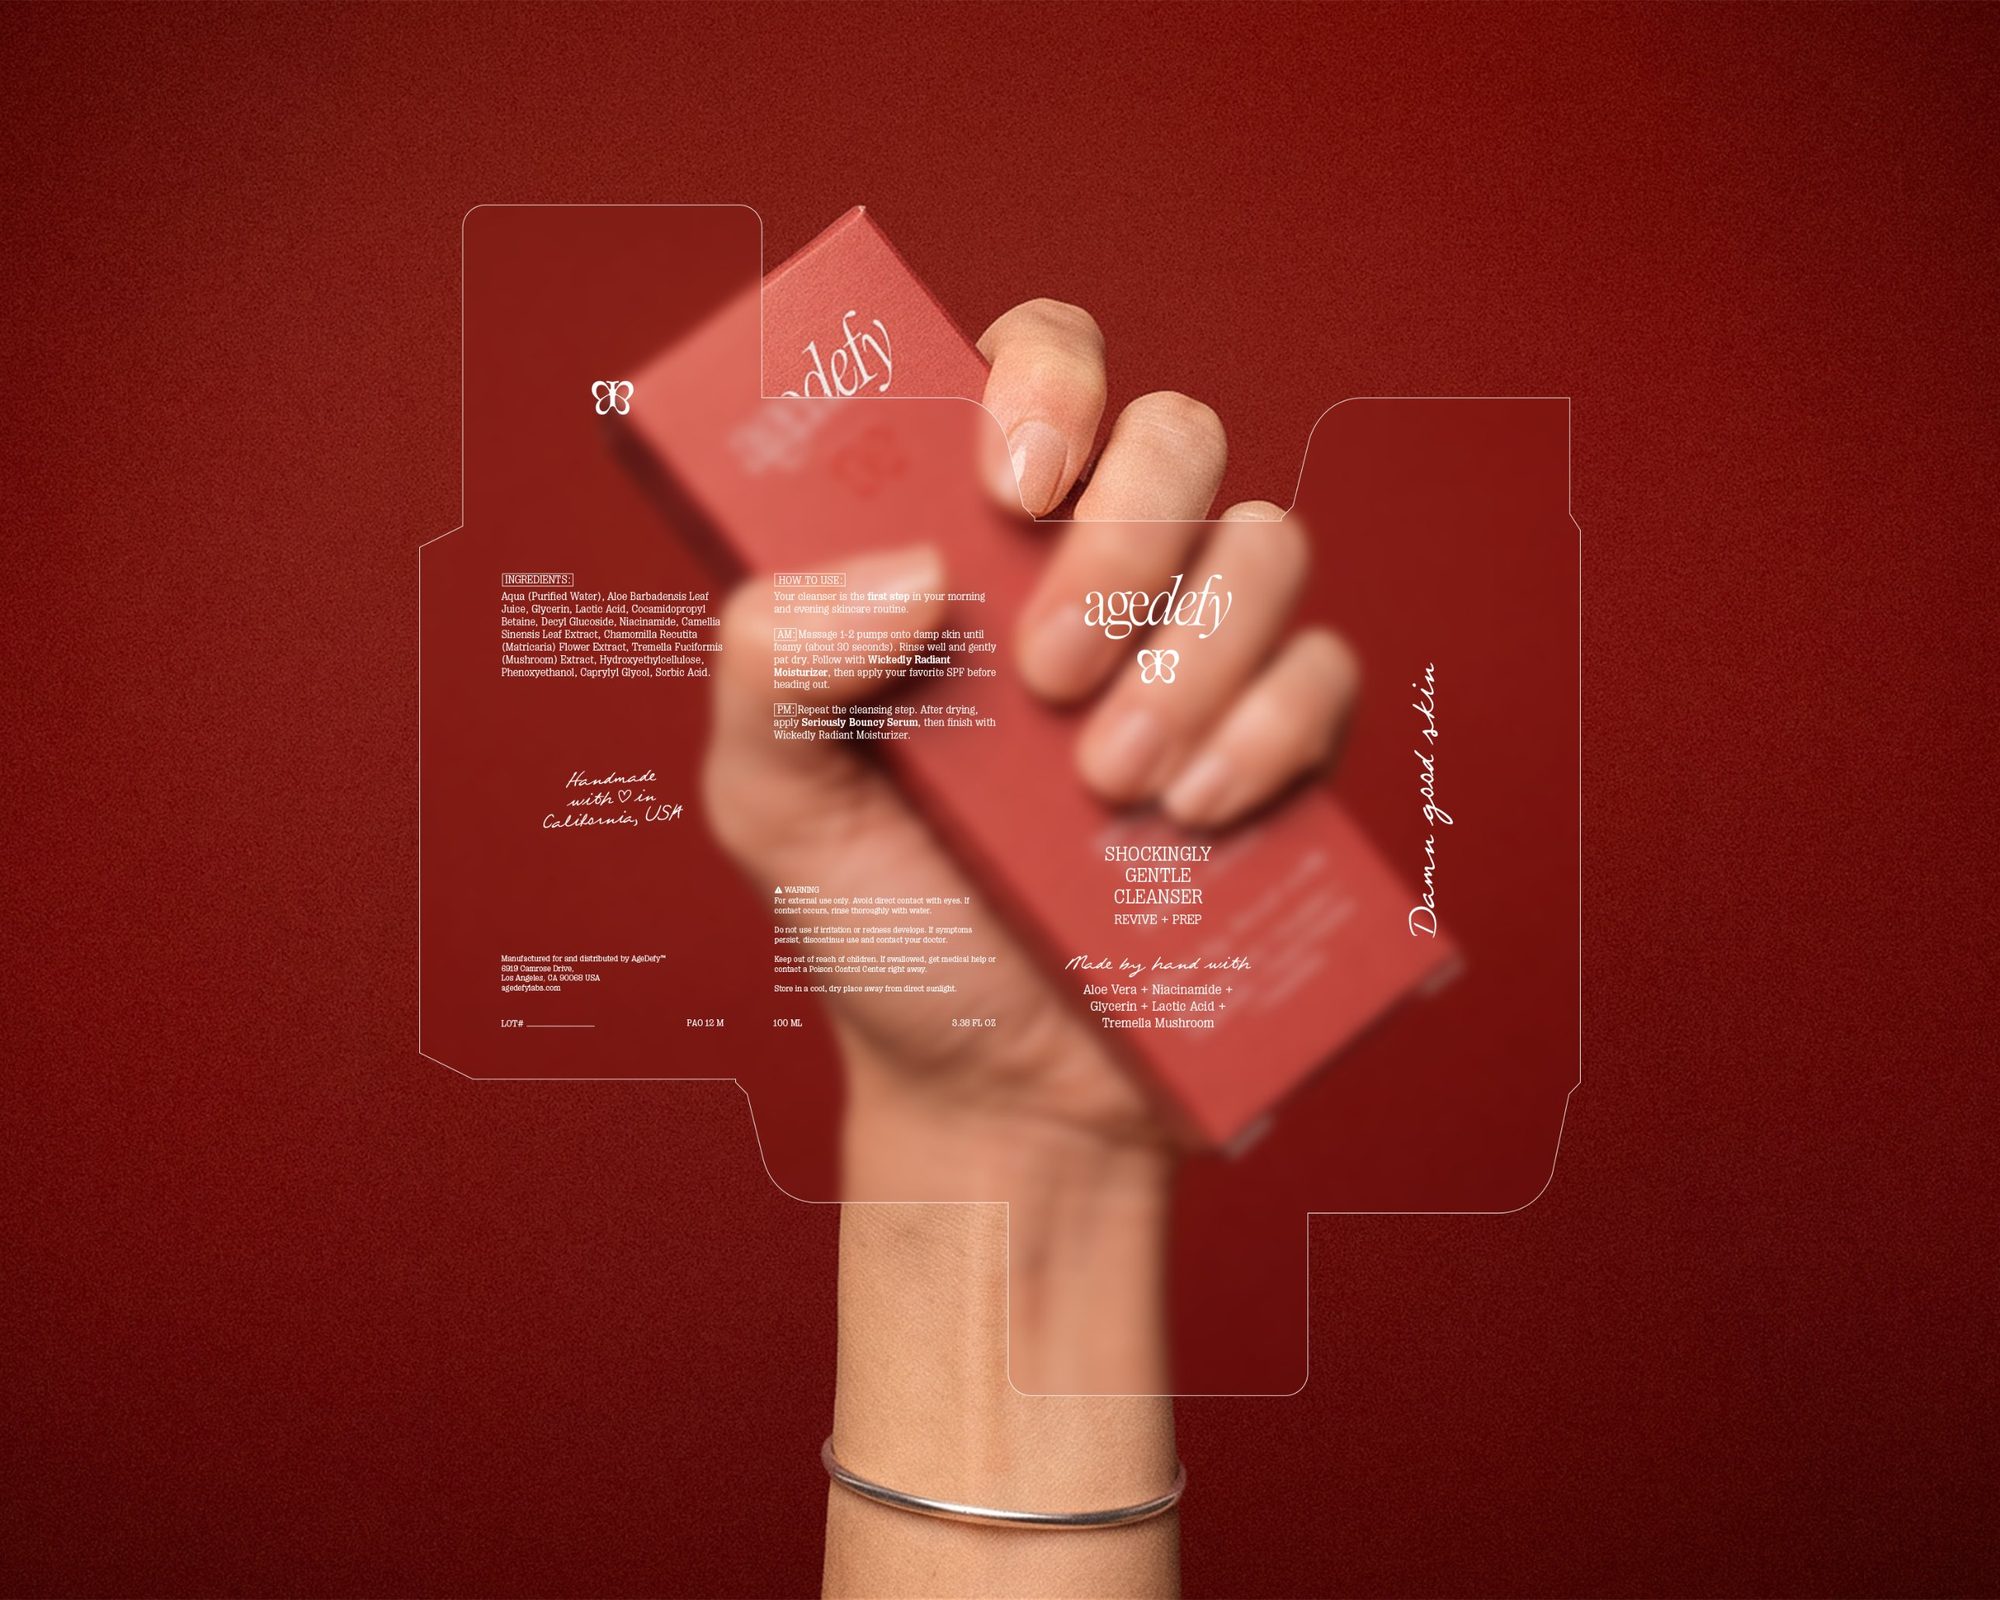 agedefy
INGREDIENTS:
Aqua (Purified Water), Aloe Barbadensis Leaf
Juice, Glycerin, Lactic Acid, Cocamidopropyl
Betaine, Decyl Glucoside, Niacinamide, Camellia
Sinensis Leaf Extract, Chamomilla Recutita
(Matricaria) Flower Extract, Tremella Fuciformis
(Mushroom) Extract, Hydroxyethylcellulose,
Phenoxyethanol, Caprylyl Glycol, Sorbic Acid.
Handmade
with ♡ in
California, USA
Manufactured for and distributed by AgeDefy™
6919 Camrose Drive,
Los Angeles, CA 90068 USA
agedefylabs.com
LOT# ____________
PAO 12 M
HOW TO USE:
Your cleanser is the first step in your morning
and evening skincare routine.
AM: Massage 1-2 pumps onto damp skin until
foamy (about 30 seconds). Rinse well and gently
pat dry. Follow with Wickedly Radiant
Moisturizer, then apply your favorite SPF before
heading out.
PM: Repeat the cleansing step. After drying,
apply Seriously Bouncy Serum, then finish with
Wickedly Radiant Moisturizer.
⚠ WARNING
For external use only. Avoid direct contact with eyes. If
contact occurs, rinse thoroughly with water.
Do not use if irritation or redness develops. If symptoms
persist, discontinue use and contact your doctor.
Keep out of reach of children. If swallowed, get medical help or
contact a Poison Control Center right away.
Store in a cool, dry place away from direct sunlight.
100 ML
3.38 FL OZ
agedefy
SHOCKINGLY
GENTLE
CLEANSER
REVIVE + PREP
Made by hand with
Aloe Vera + Niacinamide +
Glycerin + Lactic Acid +
Tremella Mushroom
Damn good skin